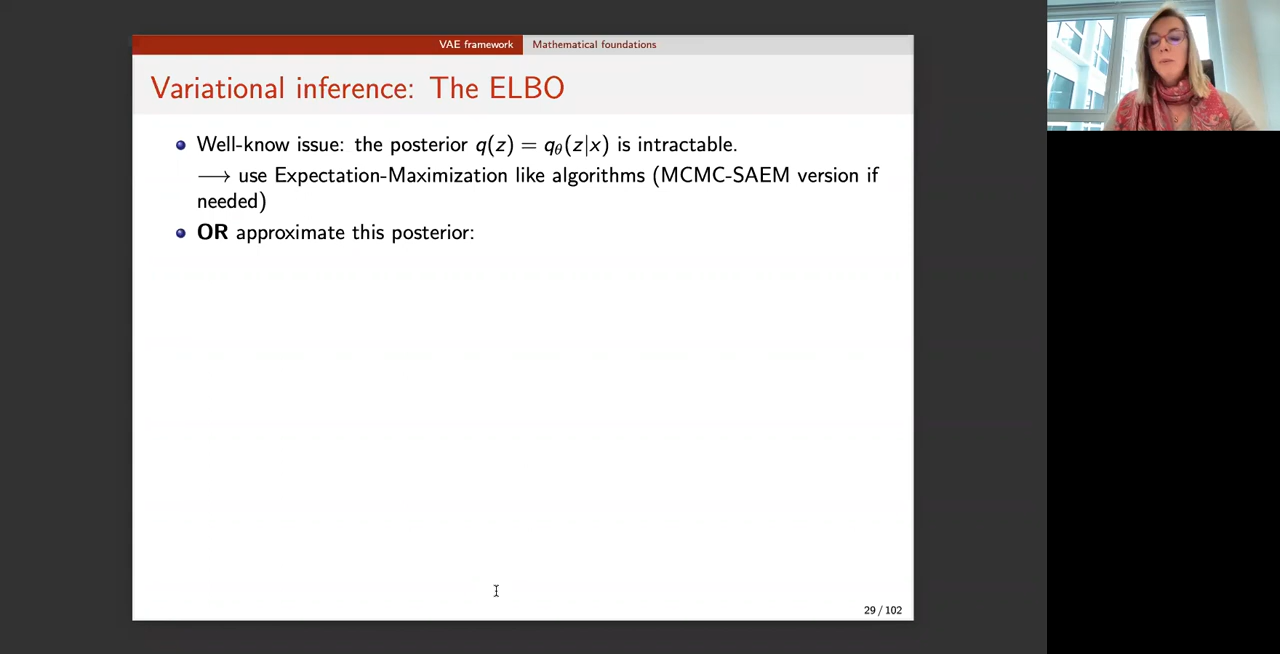 VAE framework Mathematical foundations
Variational inference: The ELBO
Well-know issue: the posterior q(z) = qθ(z|x) is intractable.
⟶ use Expectation-Maximization like algorithms (MCMC-SAEM version if
needed)
OR approximate this posterior:
29 / 102